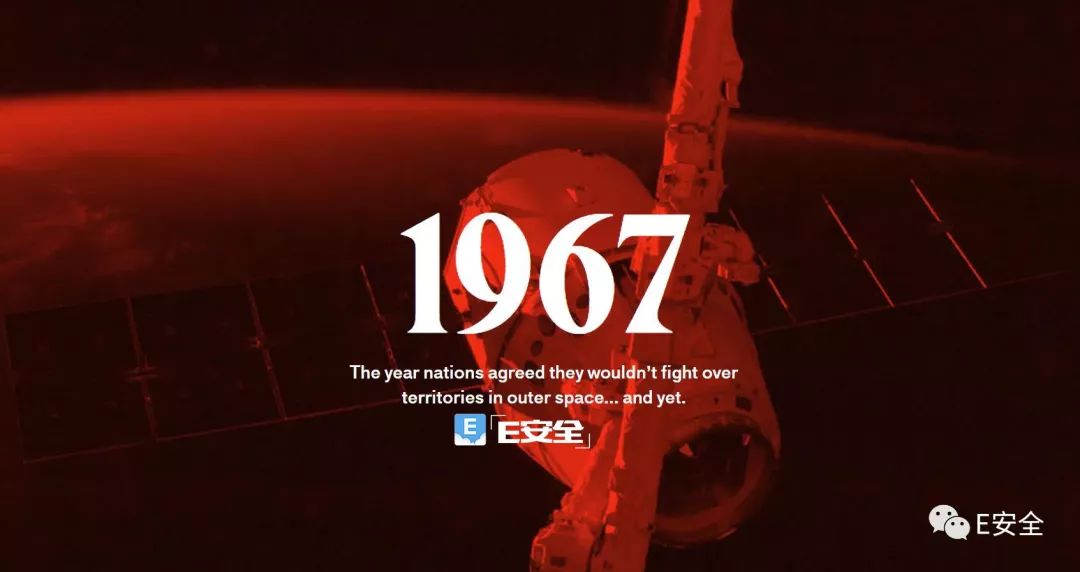 1967
The year nations agreed they wouldn't fight over
territories in outer space... and yet.
E
E安全
E安全